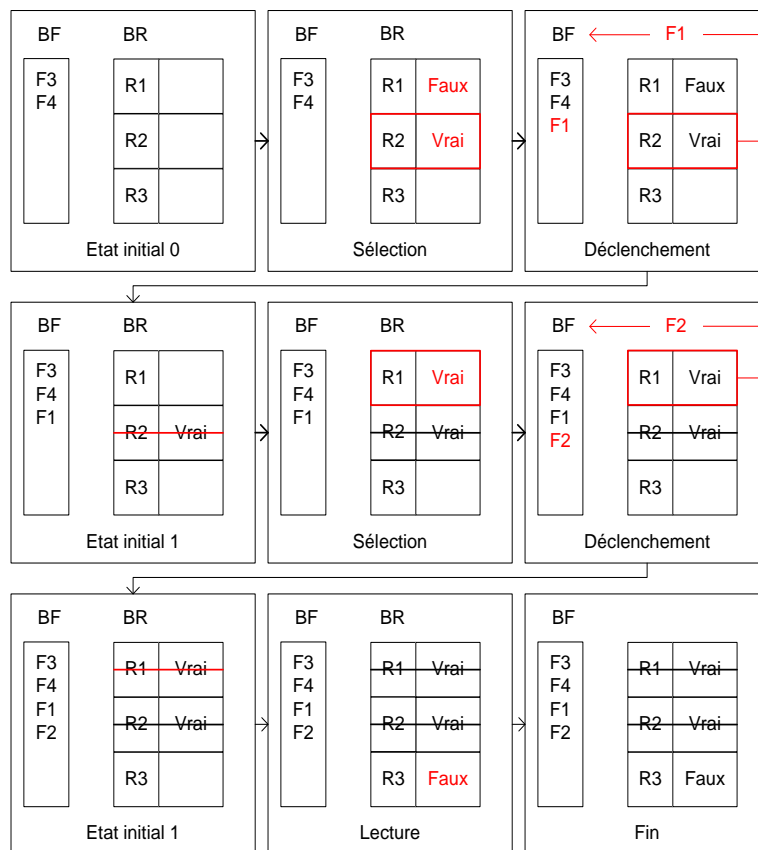 BF BR
F3
F4
R1
R2
R3
Etat initial 0
BF BR
F3
F4
R1 Faux
R2 Vrai
R3
Sélection
BF F1
F3
F4
F1
R1 Faux
R2 Vrai
R3
Déclenchement
BF BR
F3
F4
F1
R1
R2 Vrai
R3
Etat initial 1
BF BR
F3
F4
F1
R1 Vrai
R2 Vrai
R3
Sélection
BF F2
F3
F4
F1
F2
R1 Vrai
R2 Vrai
R3
Déclenchement
BF BR
F3
F4
F1
F2
R1 Vrai
R2 Vrai
R3
Etat initial 1
BF BR
F3
F4
F1
F2
R1 Vrai
R2 Vrai
R3 Faux
Lecture
BF
F3
F4
F1
F2
R1 Vrai
R2 Vrai
R3 Faux
Fin